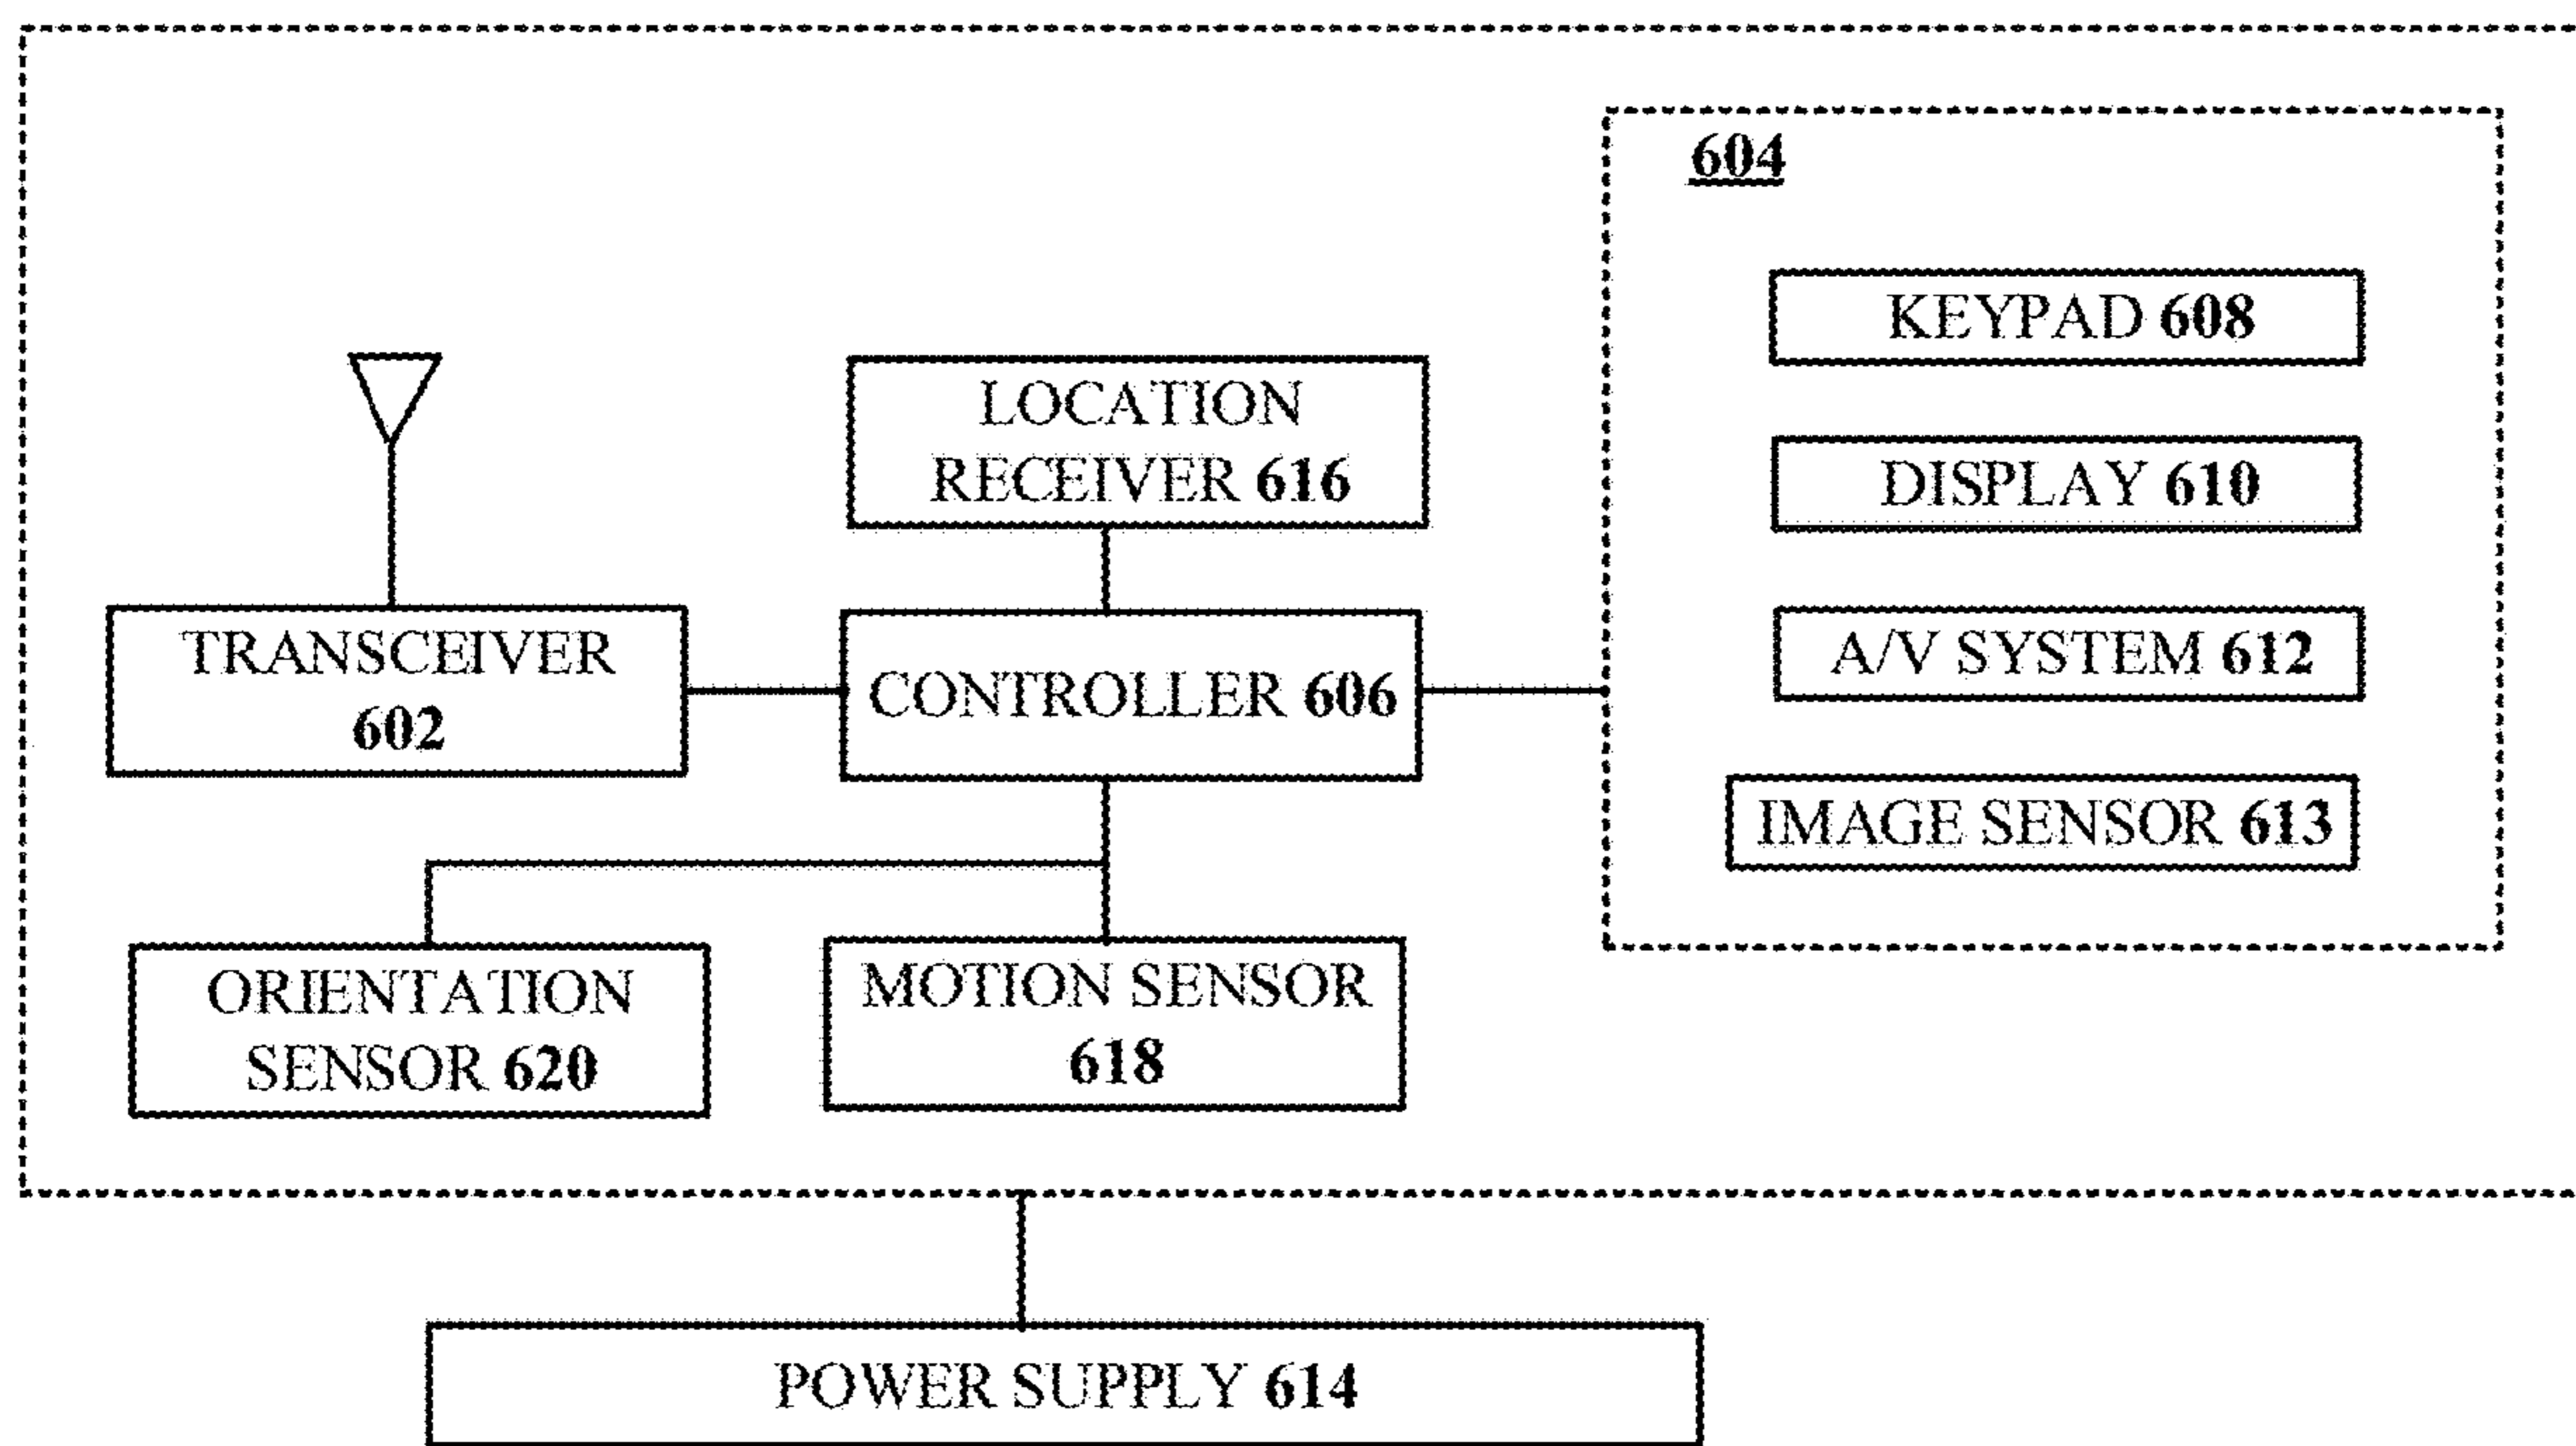 604
KEYPAD 608
DISPLAY 610
A/V SYSTEM 612
IMAGE SENSOR 613
LOCATION
RECEIVER 616
TRANSCEIVER
602
CONTROLLER 606
ORIENTATION
SENSOR 620
MOTION SENSOR
618
POWER SUPPLY 614